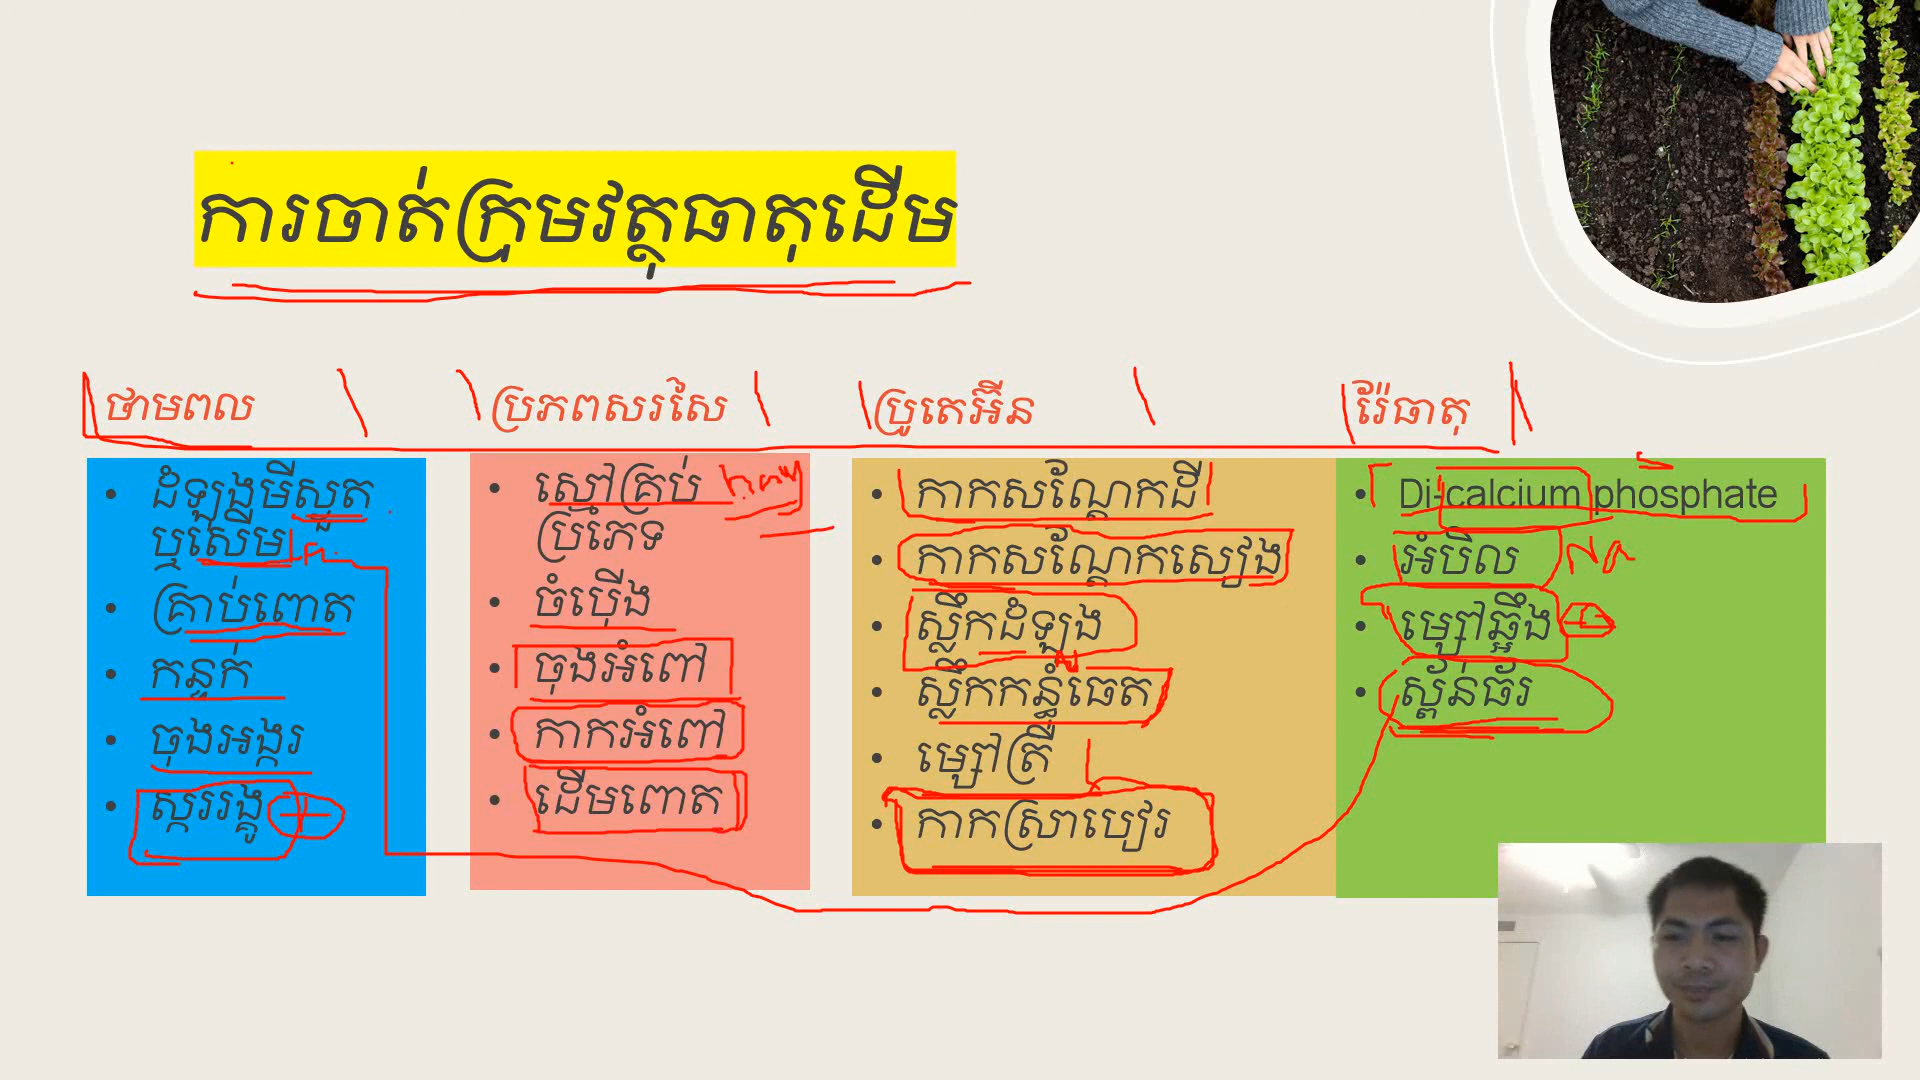 ការចាត់ក្រុមវត្ថុធាតុដើម
ថាមពល
ប្រភពសរសៃ
ប្រូតេអ៊ីន
រ៉ែធាតុ
• ដំឡូងមីស្ងួត
ឬសើម
• គ្រាប់ពោត
• កន្ទក់
• ចុងអង្ករ
• ស្ករវង្គូ
• ស្មៅគ្រប់
ប្រភេទ
• ចំបើ៉ង
• ចុងអំពៅ
• កាកអំពៅ
• ដើមពោត
• កាកសណ្តែកដី
• កាកសណ្តែកសៀង
• ស្លឹកដំឡូង
• ស្លឹកកន្ធំថេត
• ម្សៅត្រី
• កាកស្រាបៀរ
• Di-calcium phosphate
• អំបិល
Na
• ម្សៅឆ្អឹង
• ស្ព័ន់ធ័រ